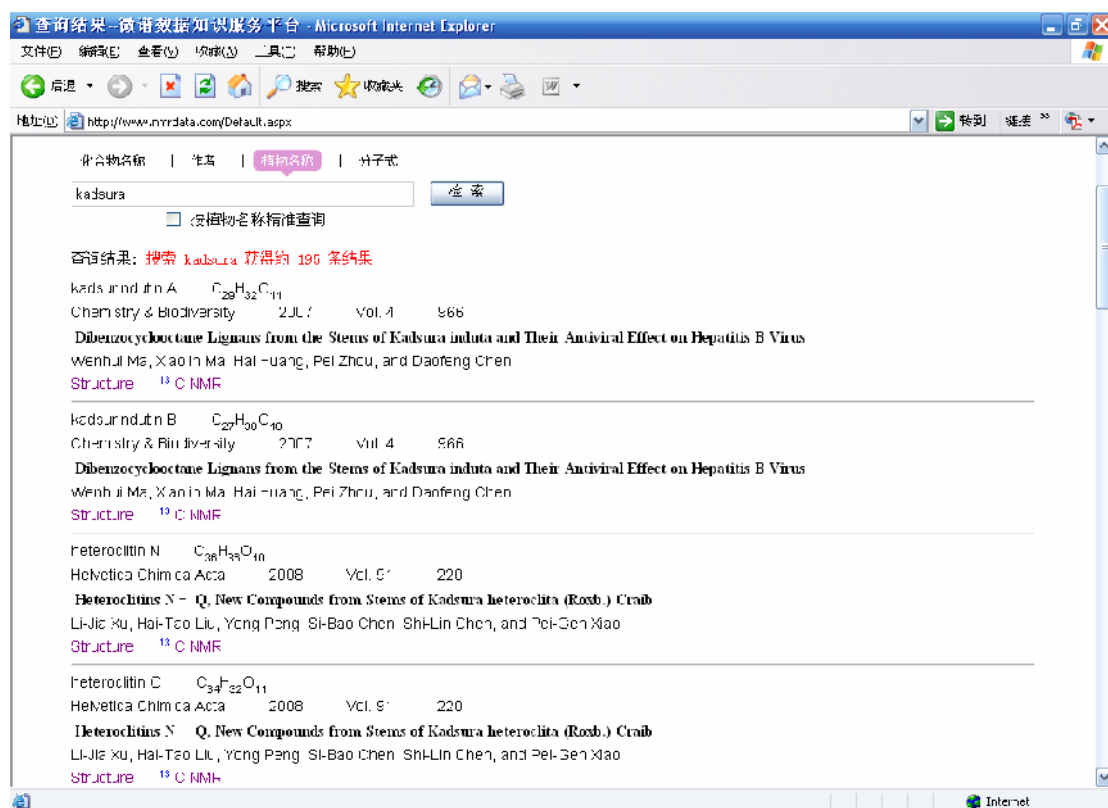 查询结果--微谱数据知识服务平台 - Microsoft Internet Explorer
文件(F) 编辑(E) 查看(V) 收藏(A) 工具(T) 帮助(H)
后退 搜索 收藏夹
地址(D) http://www.nmrdata.com/Default.aspx 转到 链接 »
化合物名称 | 作者 | 植物名称 | 分子式
kadsura 检 索
按植物名称精准查询
查询结果: 搜索 kadsura 获得约 195 条结果
kadsurindutin A C29H32O11
Chemistry & Biodiversity 2007 Vol. 4 966
Dibenzocyclooctane Lignans from the Stems of Kadsura induta and Their Antiviral Effect on Hepatitis B Virus
Wenhui Ma, Xiaolin Ma, Hai Huang, Pei Zhou, and Daofeng Chen
Structure 13 C NMR
kadsurindutin B C27H30O10
Chemistry & Biodiversity 2007 Vol. 4 966
Dibenzocyclooctane Lignans from the Stems of Kadsura induta and Their Antiviral Effect on Hepatitis B Virus
Wenhui Ma, Xiaolin Ma, Hai Huang, Pei Zhou, and Daofeng Chen
Structure 13 C NMR
heteroclitin N
Helvetica Chimica Acta 2008 Vol. 91 220
Heteroclitins N – Q, New Compounds from Stems of Kadsura heteroclita (Roxb.) Craib
Li-Jia Xu, Hai-Tao Liu, Yong Peng, Si-Bao Chen, Shi-Lin Chen, and Pei-Gen Xiao
Structure 13 C NMR
heteroclitin O C34H32O11
Helvetica Chimica Acta 2008 Vol. 91 220
Heteroclitins N – Q, New Compounds from Stems of Kadsura heteroclita (Roxb.) Craib
Li-Jia Xu, Hai-Tao Liu, Yong Peng, Si-Bao Chen, Shi-Lin Chen, and Pei-Gen Xiao
Structure 13 C NMR
Internet